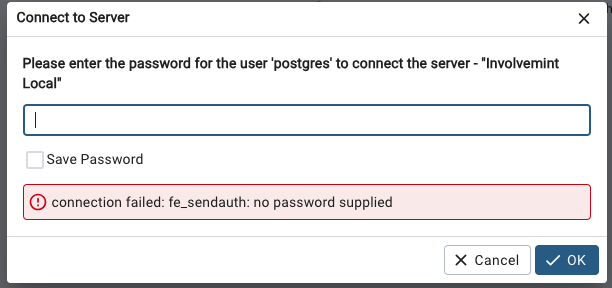 Connect to Server
Please enter the password for the user 'postgres' to connect the server - "Involvemint
Local"
Save Password
connection failed: fe_sendauth: no password supplied
Cancel
OK